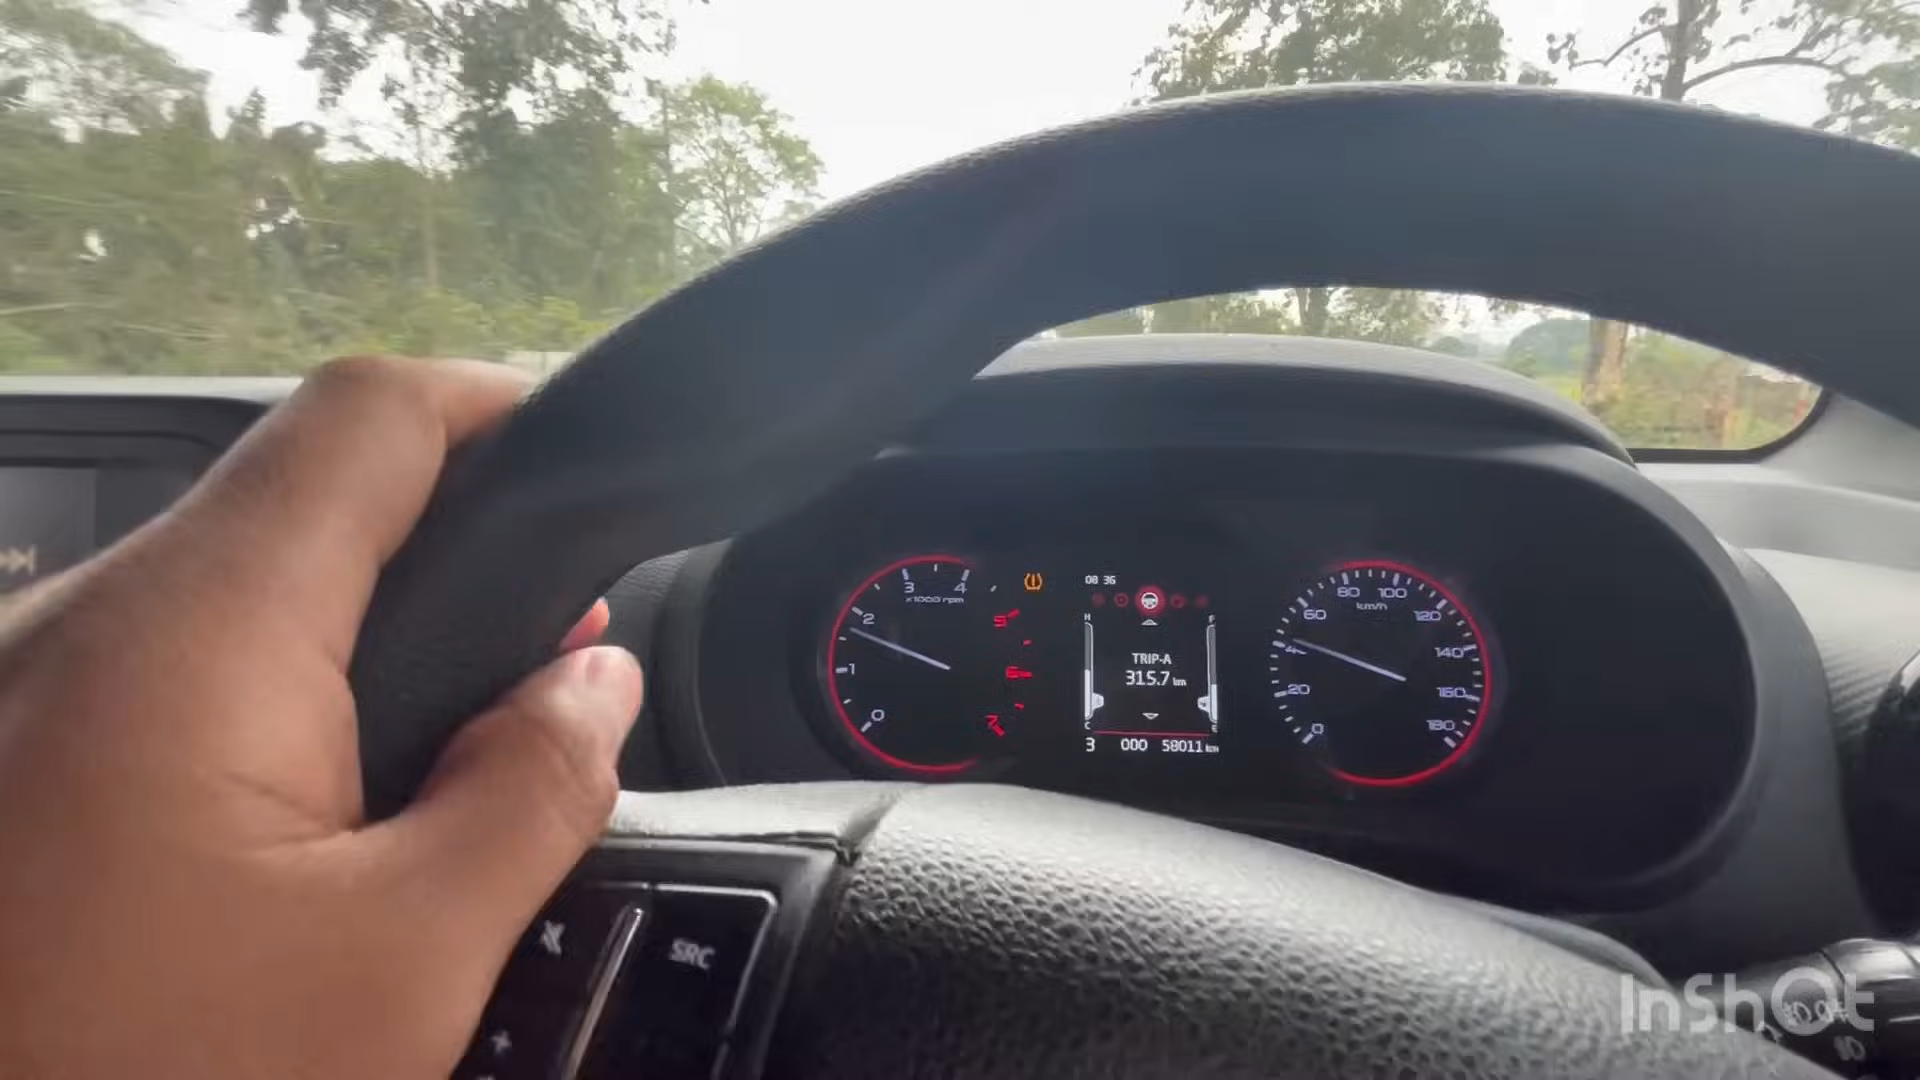 3 4
x1000 rpm
2
5
1
6
0
7
08 36
H F
TRIP-A
315.7 km
C E
3 000 58011 km
80 100
km/h
60 120
140
20 160
0 180
SRC
+
InShOt